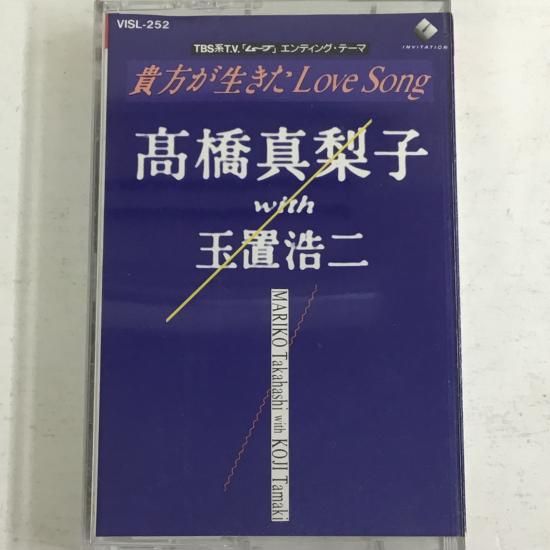 VISL-252
INVITATION
TBS系T.V.「ムーブ」エンディング・テーマ
貴方が生きたLove Song
髙橋真梨子
with
玉置浩二
MARIKO Takahashi with KOJI Tamaki